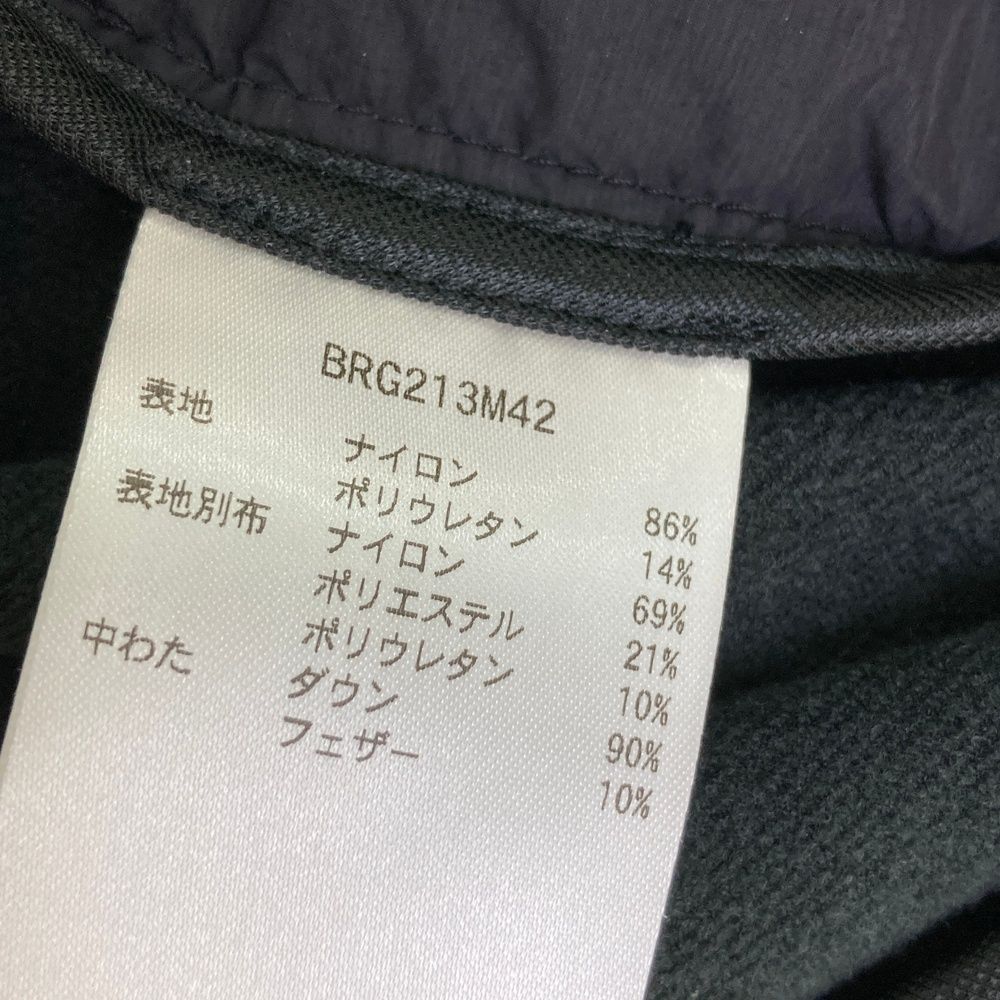 BRG213M42
表地 ナイロン 86%
ポリウレタン 14%
表地別布 ナイロン 69%
ポリエステル 21%
ポリウレタン 10%
中わた ダウン 90%
フェザー 10%